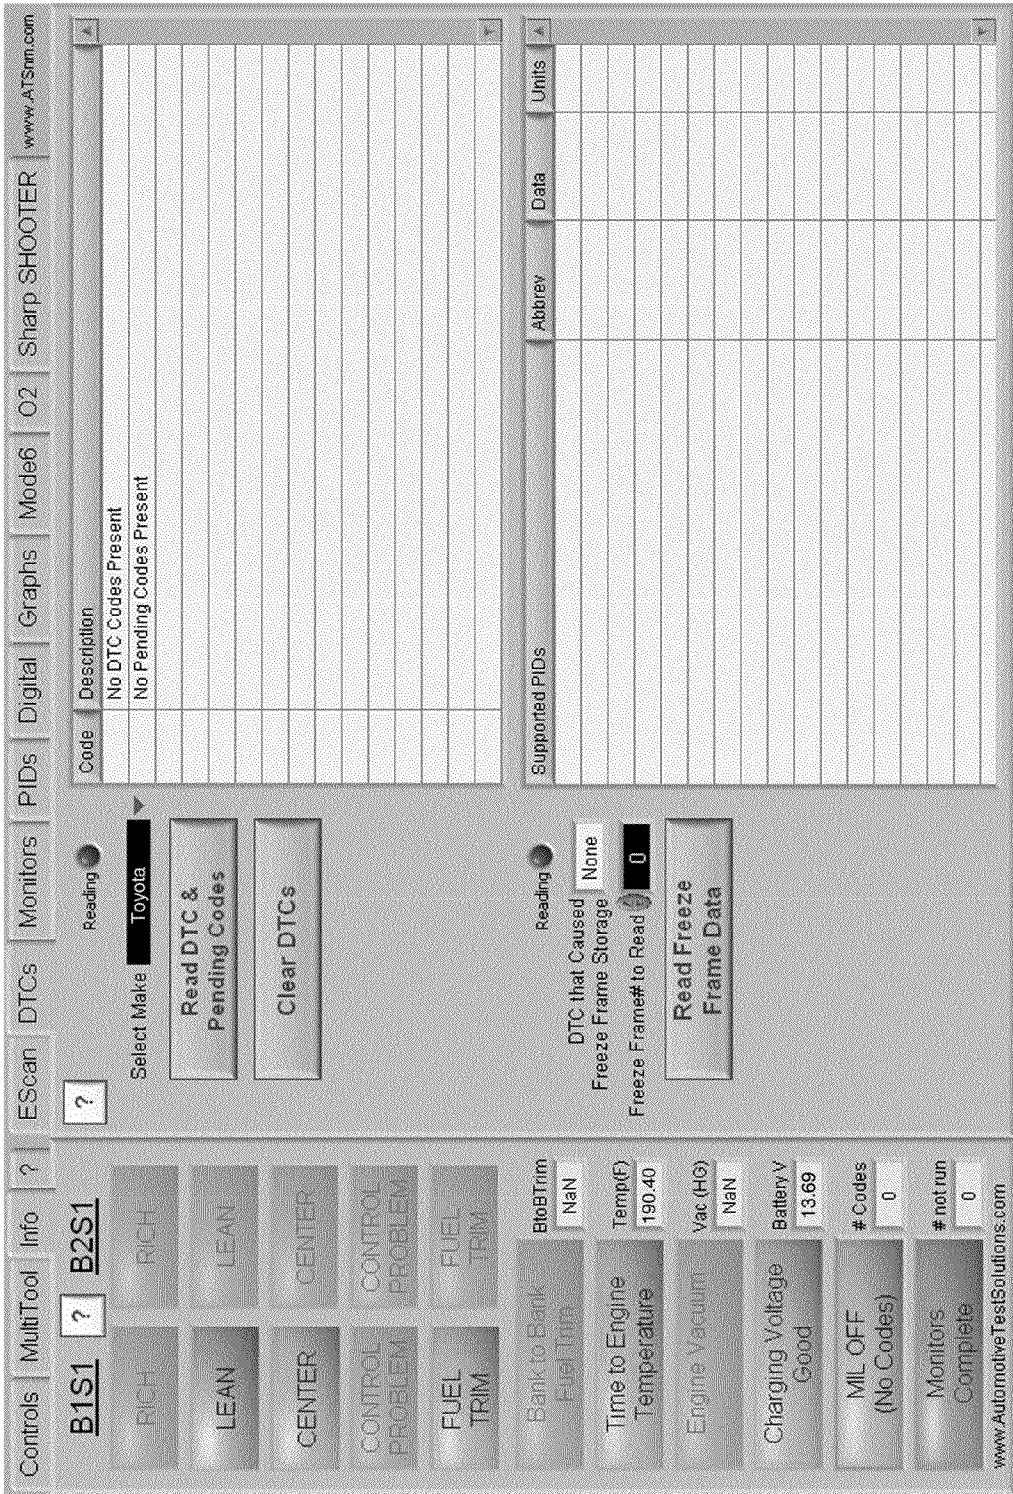 Controls MultiTool Info ? EScan DTCs Monitors PIDs Digital Graphs Mode6 O2 Sharp SHOOTER www.ATSnm.com
B1S1 ? B2S1
RICH RICH
LEAN LEAN
CENTER CENTER
CONTROL PROBLEM CONTRL PROBLEM
FUEL TRIM FUEL TRIM
Bank to Bank Fuel Trim
BtoBTrim
NaN
Time to Engine Temperature
Temp(F)
190.40
Engine Vacuum
Vac (HG)
NaN
Charging Voltage Good
Battery V
13.69
MIL OFF
(No Codes)
# Codes
0
Monitors Complete
# not run
0
www.AutomotiveTestSolutions.com
?
Reading
Select Make Toyota
Read DTC &
Pending Codes
Clear DTCs
Code Description
No DTC Codes Present
No Pending Codes Present
Reading
DTC that Caused
Freeze Frame Storage
None
Freeze Frame# to Read 0
Read Freeze
Frame Data
Supported PIDs Abbrev Data Units